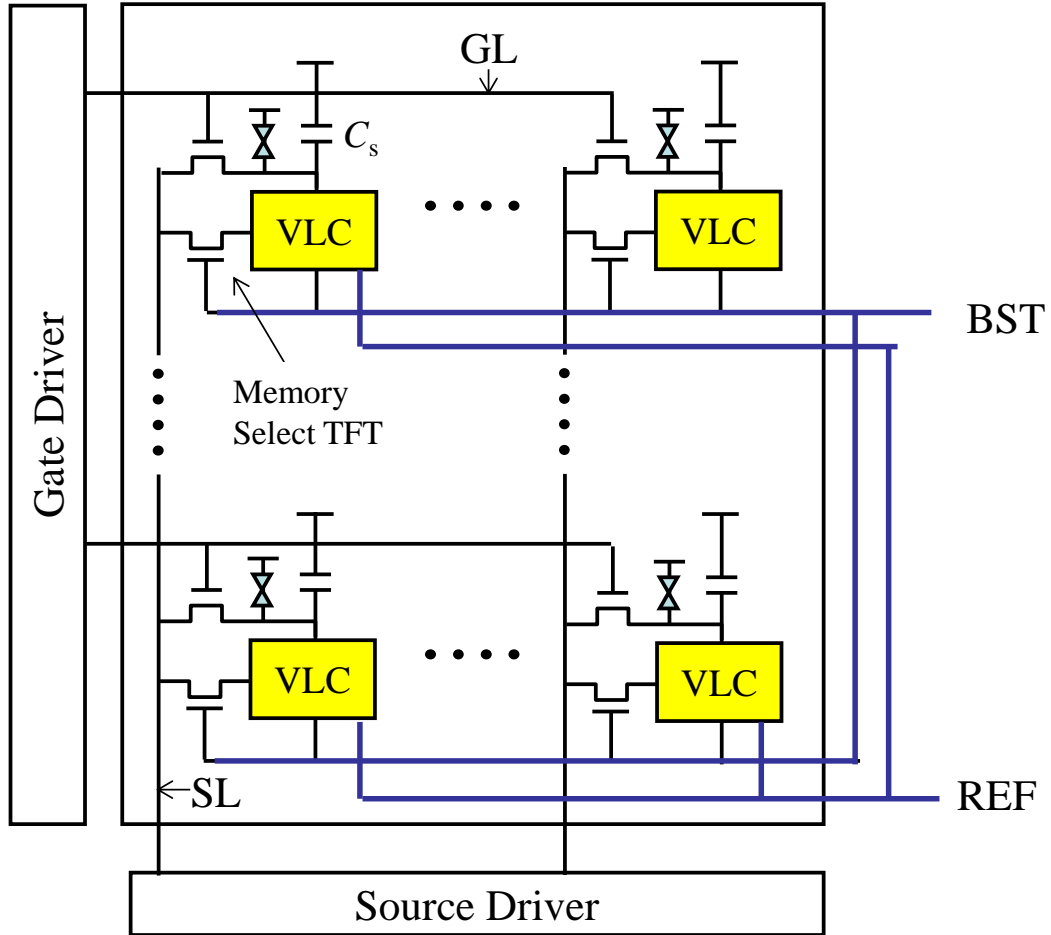 GL
Cs
VLC
VLC
BST
Memory
Select TFT
Gate Driver
VLC
VLC
SL
REF
Source Driver